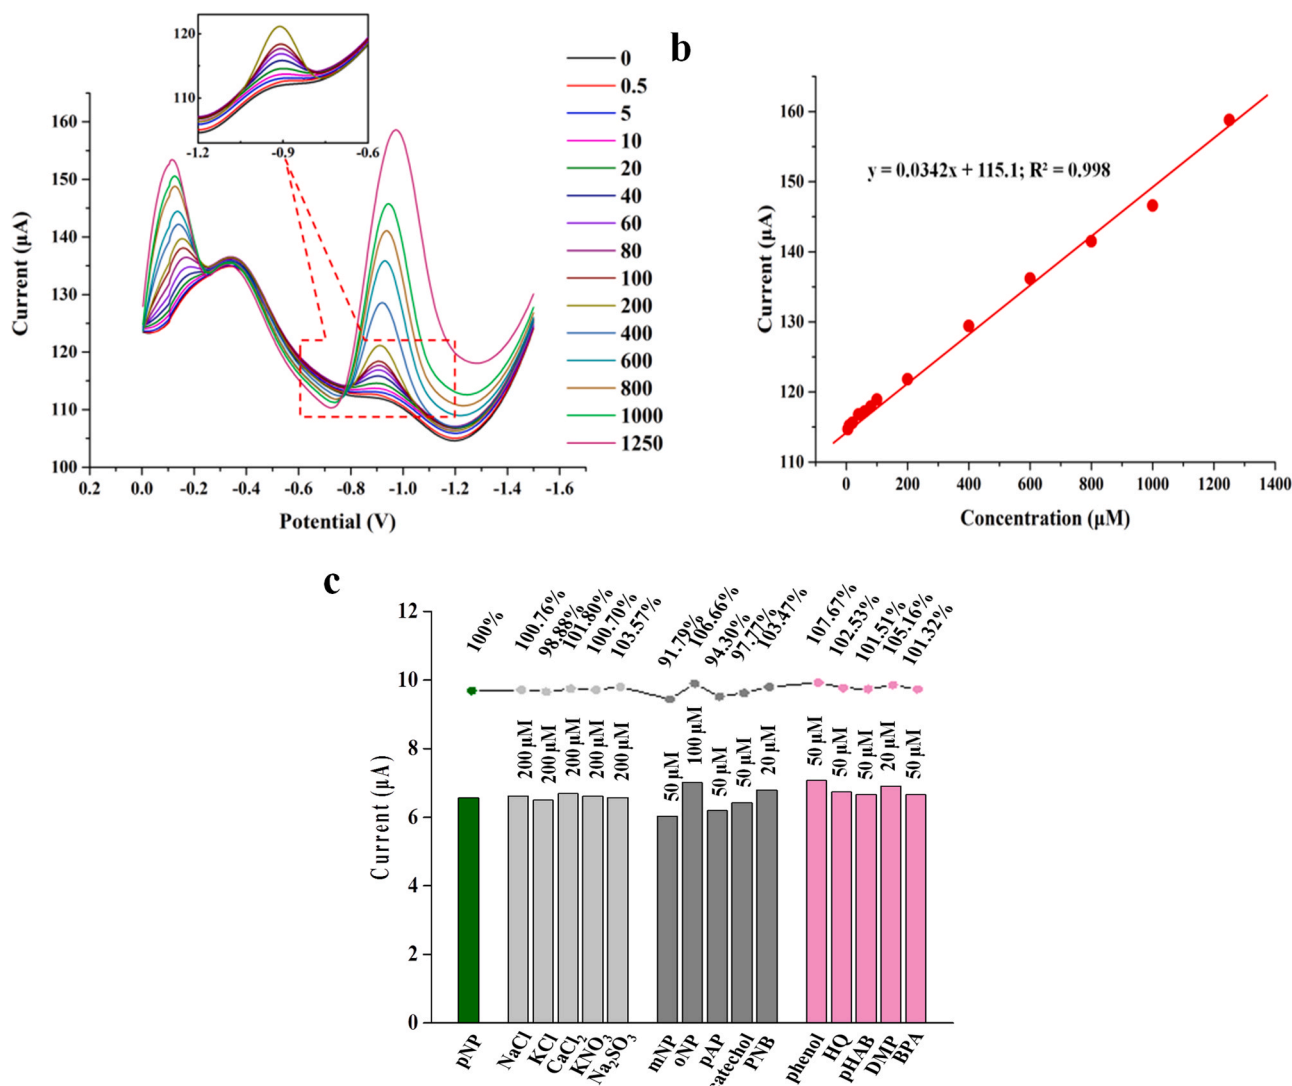 120
110
-1.2
-0.9
-0.6
160
150
140
130
120
110
100
Current (µA)
0.2
0.0
-0.2
-0.4
-0.6
-0.8
-1.0
-1.2
-1.4
-1.6
Potential (V)
0
0.5
5
10
20
40
60
80
100
200
400
600
800
1000
1250
b
160
150
140
130
120
110
Current (µA)
y = 0.0342x + 115.1; R² = 0.998
0
200
400
600
800
1000
1200
1400
Concentration (µM)
c
12
10
8
6
4
2
0
Current (µA)
100%
100.76%
98.88%
101.80%
100.70%
103.57%
91.79%
106.66%
94.30%
97.77%
103.47%
107.67%
102.53%
101.51%
105.16%
101.32%
200 µM
200 µM
200 µM
200 µM
200 µM
50 µM
100 µM
50 µM
50 µM
20 µM
50 µM
50 µM
50 µM
20 µM
50 µM
pNP
NaCl
KCl
CaCl₂
KNO₃
Na₂SO₃
mNP
oNP
pAP
atechol
PNB
phenol
HQ
pHAB
DMP
BPA